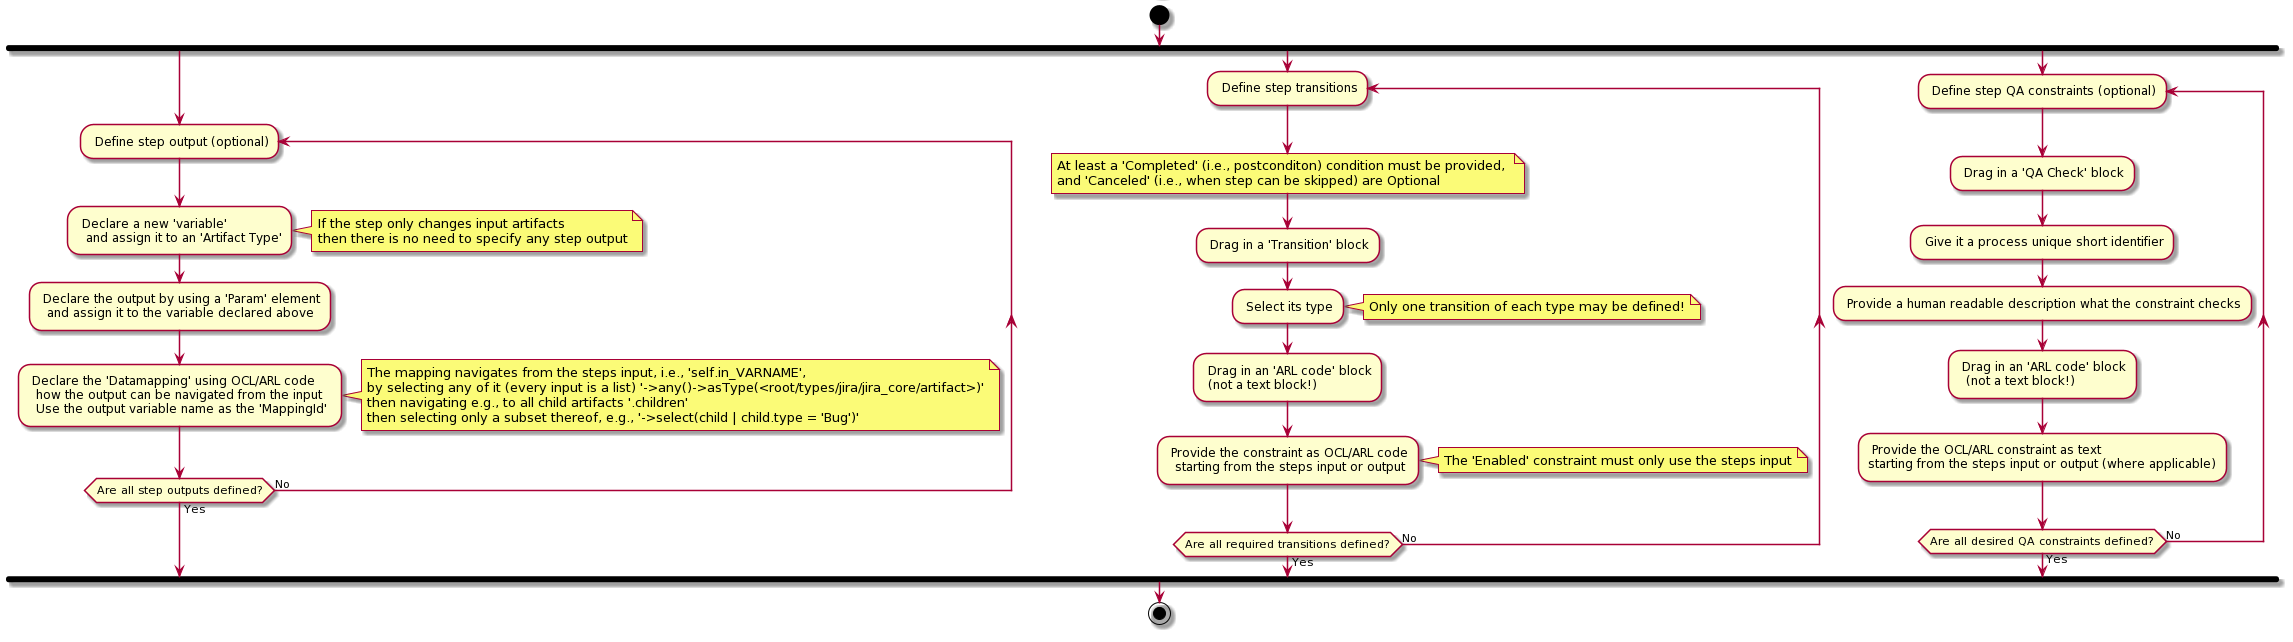 Define step output (optional)
Declare a new 'variable'
and assign it to an 'Artifact Type'
If the step only changes input artifacts
then there is no need to specify any step output
Declare the output by using a 'Param' element
and assign it to the variable declared above
Declare the 'Datamapping' using OCL/ARL code
how the output can be navigated from the input
Use the output variable name as the 'MappingId'
The mapping navigates from the steps input, i.e., 'self.in_VARNAME',
by selecting any of it (every input is a list) '->any()->asType(<root/types/jira/jira_core/artifact>)'
then navigating e.g., to all child artifacts '.children'
then selecting only a subset thereof, e.g., '->select(child | child.type = 'Bug')'
Are all step outputs defined?
No
Yes
Define step transitions
At least a 'Completed' (i.e., postconditon) condition must be provided,
and 'Canceled' (i.e., when step can be skipped) are Optional
Drag in a 'Transition' block
Select its type
Only one transition of each type may be defined!
Drag in an 'ARL code' block
(not a text block!)
Provide the constraint as OCL/ARL code
starting from the steps input or output
The 'Enabled' constraint must only use the steps input
Are all required transitions defined?
No
Yes
Define step QA constraints (optional)
Drag in a 'QA Check' block
Give it a process unique short identifier
Provide a human readable description what the constraint checks
Drag in an 'ARL code' block
(not a text block!)
Provide the OCL/ARL constraint as text
starting from the steps input or output (where applicable)
Are all desired QA constraints defined?
No
Yes